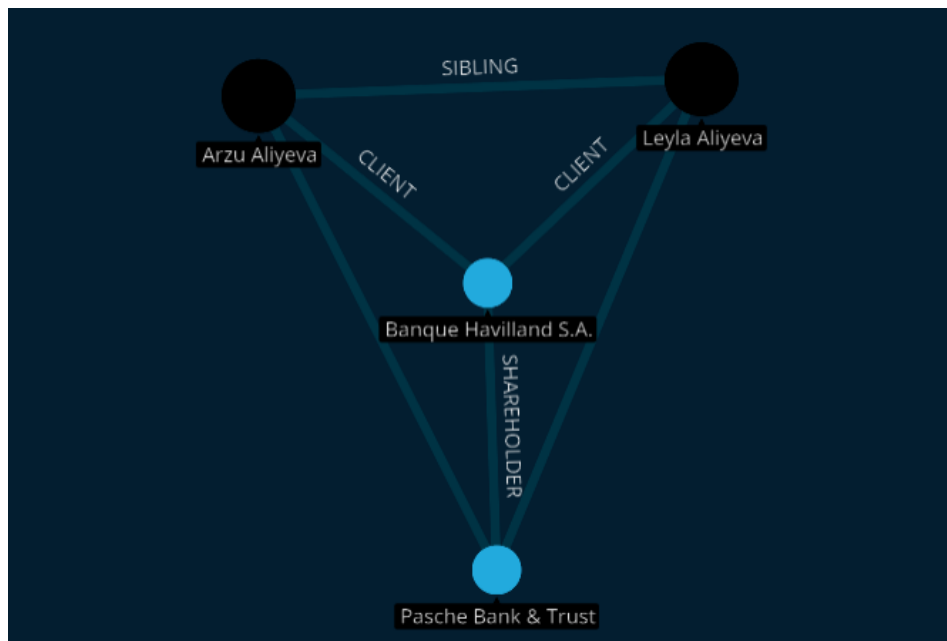 SIBLING
Arzu Aliyeva
Leyla Aliyeva
CLIENT
CLIENT
Banque Havilland S.A.
SHAREHOLDER
Pasche Bank & Trust